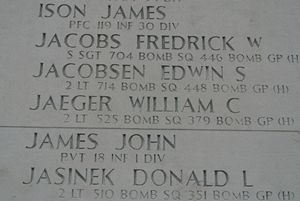 ISON JAMES
PFC 119 INF 30 DIV
JACOBS FREDRICK W
S SGT 704 BOMB SQ 446 BOMB GP (H)
JACOBSEN EDWIN S
2 LT 714 BOMB SQ 448 BOMB GP (H)
JAEGER WILLIAM C
2 LT 525 BOMB SQ 379 BOMB GP (H)
JAMES JOHN
PVT 18 INF 1 DIV
JASINEK DONALD L
2 LT 510 BOMB SQ 351 BOMB GP (H)